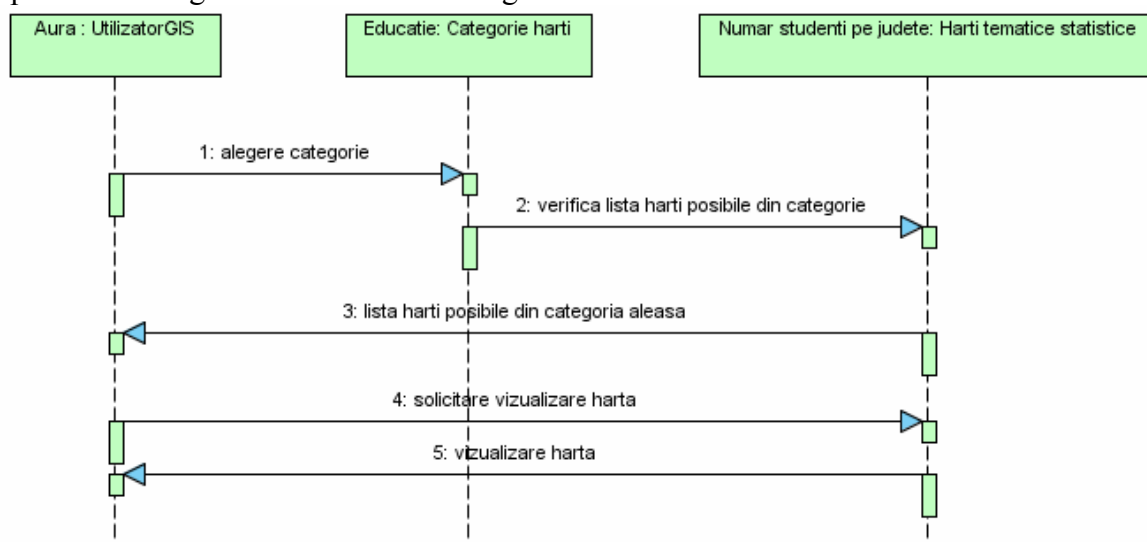 Aura : UtilizatorGIS
Educatie: Categorie harti
Numar studenti pe judete: Harti tematice statistice
1: alegere categorie
2: verifica lista harti posibile din categorie
3: lista harti posibile din categoria aleasa
4: solicitare vizualizare harta
5: vizualizare harta